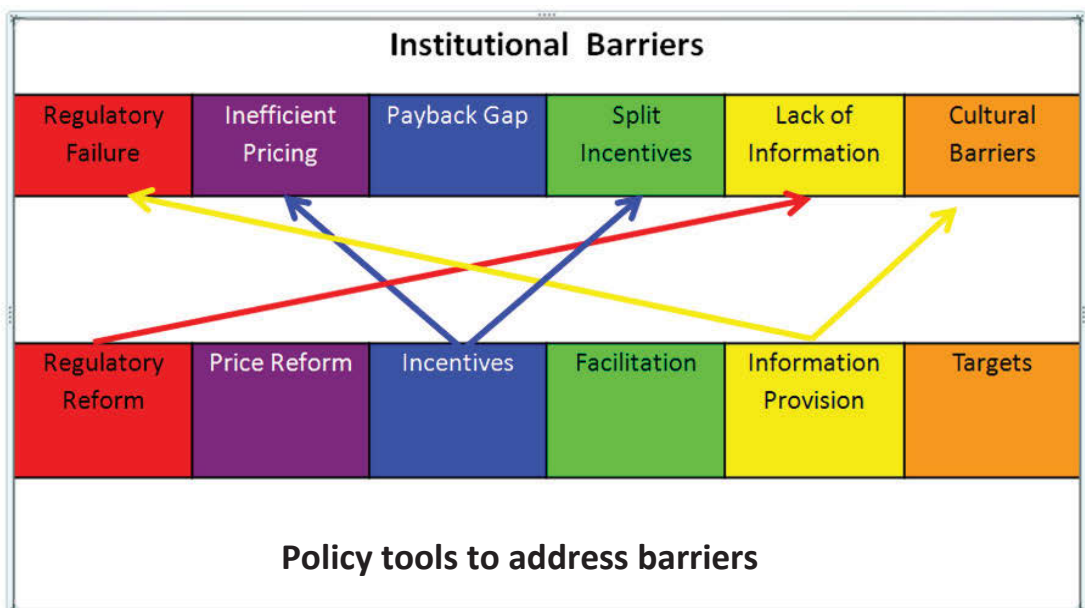 Institutional Barriers
Regulatory Failure
Inefficient Pricing
Payback Gap
Split Incentives
Lack of Information
Cultural Barriers
Regulatory Reform
Price Reform
Incentives
Facilitation
Information Provision
Targets
Policy tools to address barriers